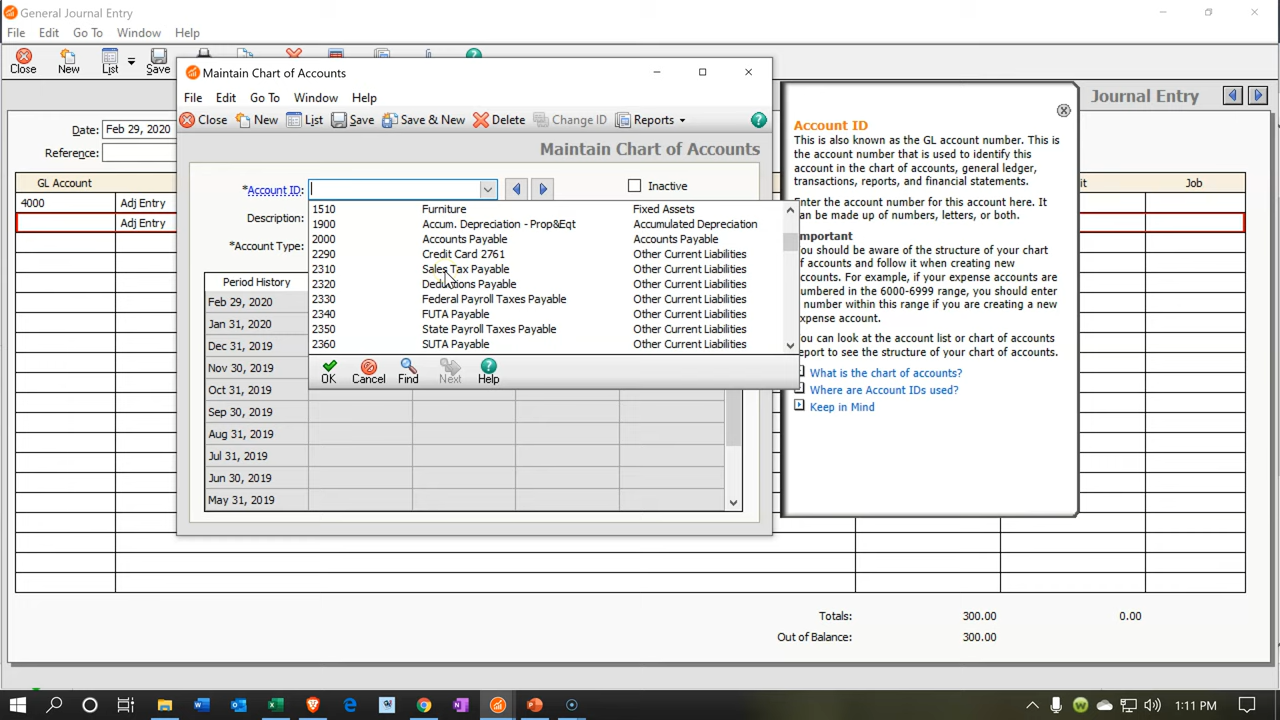 General Journal Entry
File Edit Go To Window Help
Close New List Save
Maintain Chart of Accounts
File Edit Go To Window Help
Close New List Save Save & New Delete Change ID Reports
Maintain Chart of Accounts
*Account ID: Inactive
Description:
*Account Type:
1510 Furniture Fixed Assets
1900 Accum. Depreciation - Prop&Eqt Accumulated Depreciation
2000 Accounts Payable Accounts Payable
2290 Credit Card 2761 Other Current Liabilities
2310 Sales Tax Payable Other Current Liabilities
2320 Deductions Payable Other Current Liabilities
2330 Federal Payroll Taxes Payable Other Current Liabilities
2340 FUTA Payable Other Current Liabilities
2350 State Payroll Taxes Payable Other Current Liabilities
2360 SUTA Payable Other Current Liabilities
OK Cancel Find Next Help
Period History
Feb 29, 2020
Jan 31, 2020
Dec 31, 2019
Nov 30, 2019
Oct 31, 2019
Sep 30, 2019
Aug 31, 2019
Jul 31, 2019
Jun 30, 2019
May 31, 2019
Journal Entry
Date: Feb 29, 2020
Reference:
GL Account
Job
4000 Adj Entry
Adj Entry
Account ID
This is also known as the GL account number. This is
the account number that is used to identify this
account in the chart of accounts, general ledger,
transactions, reports, and financial statements.
Enter the account number for this account here. It
can be made up of numbers, letters, or both.
Important
You should be aware of the structure of your chart
of accounts and follow it when creating new
accounts. For example, if your expense accounts are
numbered in the 6000-6999 range, you should enter
a number within this range if you are creating a new
expense account.
You can look at the account list or chart of accounts
report to see the structure of your chart of accounts.
What is the chart of accounts?
Where are Account IDs used?
Keep in Mind
Totals: 300.00 0.00
Out of Balance: 300.00
1:11 PM